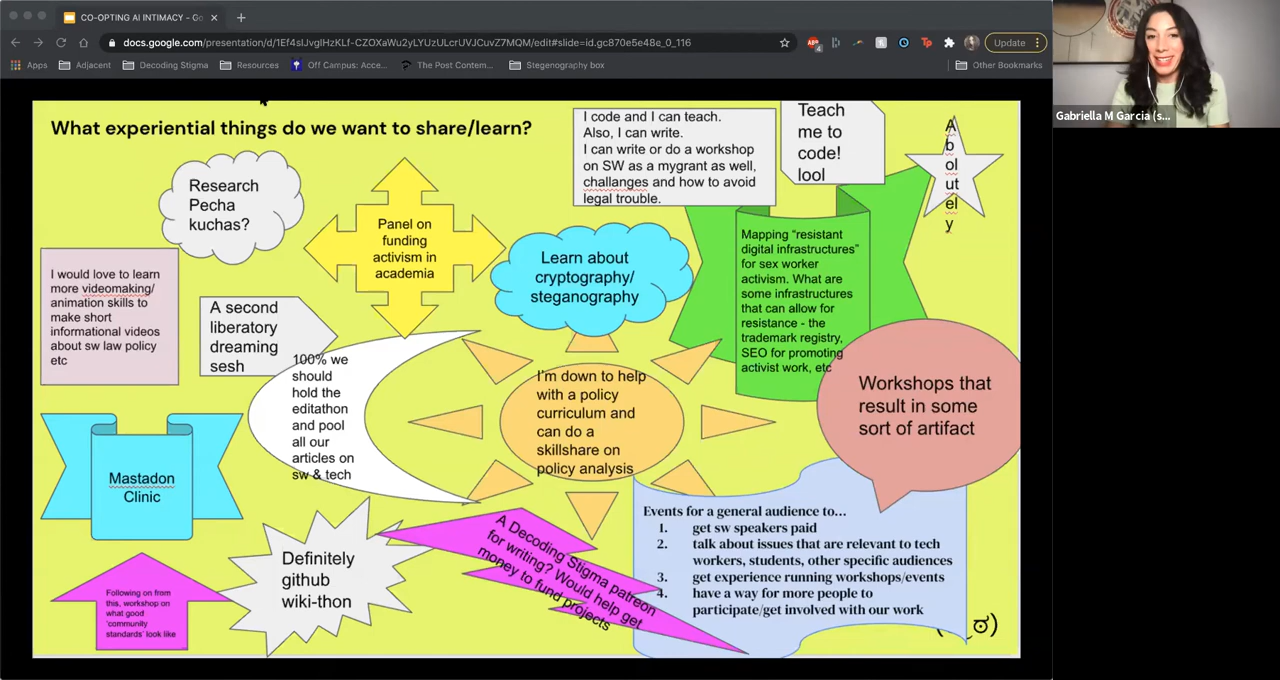 CO-OPTING AI INTIMACY - Go
docs.google.com/presentation/d/1Ef4sIJvgIHzKLf-CZOXaWu2yLYUzULcrUVJCuvZ7MQM/edit#slide=id.gc870e5e48e_0_116
Update
Apps
Adjacent
Decoding Stigma
Resources
Off Campus: Acce...
The Post Contem...
Stegenography box
Other Bookmarks
Gabriella M Garcia (s...
What experiential things do we want to share/learn?
I code and I can teach.
Also, I can write.
I can write or do a workshop
on SW as a mygrant as well,
challanges and how to avoid
legal trouble.
Teach
me to
code!
lool
A
b
ol
ut
el
y
Research
Pecha
kuchas?
Panel on
funding
activism in
academia
Learn about
cryptography/
steganography
Mapping “resistant
digital infrastructures”
for sex worker
activism. What are
some infrastructures
that can allow for
resistance - the
trademark registry,
SEO for promoting
activist work, etc
I would love to learn
more videomaking/
animation skills to
make short
informational videos
about sw law policy
etc
A second
liberatory
dreaming
sesh
100% we
should
hold the
editathon
and pool
all our
articles on
sw & tech
I’m down to help
with a policy
curriculum and
can do a
skillshare on
policy analysis
Workshops that
result in some
sort of artifact
Mastadon
Clinic
Following on from
this, workshop on
what good
‘community
standards’ look like
Definitely
github
wiki-thon
A Decoding Stigma patreon
for writing? Would help get
money to fund projects
Events for a general audience to…
1. get sw speakers paid
2. talk about issues that are relevant to tech
workers, students, other specific audiences
3. get experience running workshops/events
4. have a way for more people to
participate/get involved with our work